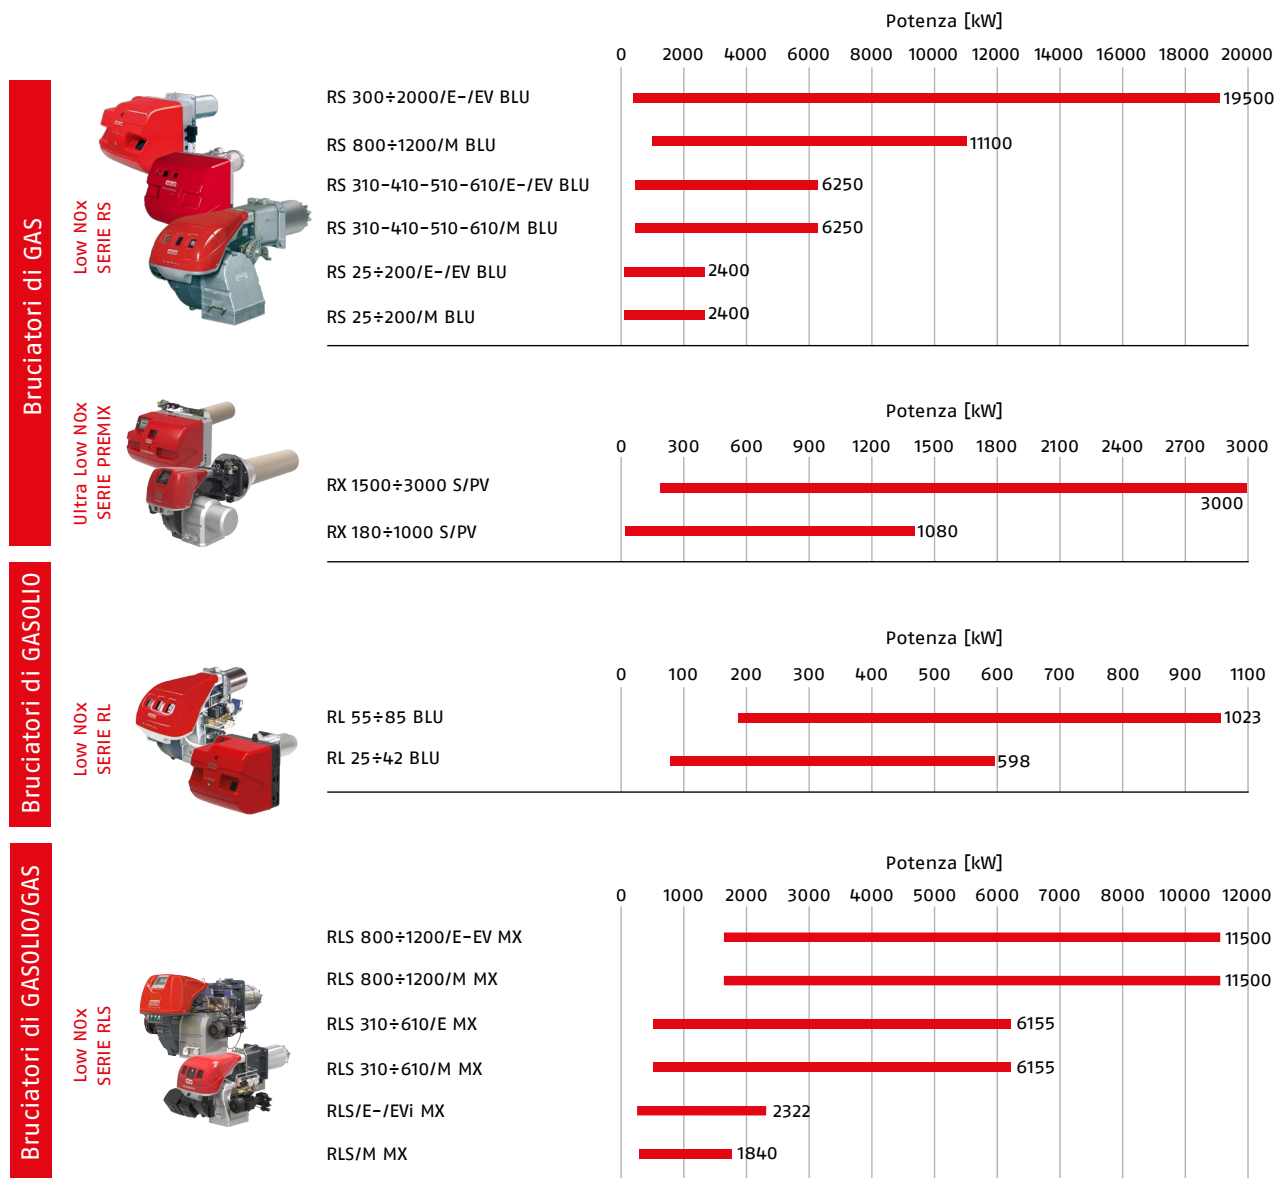 Bruciatori di GAS
Low NOx
SERIE RS
Potenza [kW]
0 2000 4000 6000 8000 10000 12000 14000 16000 18000 20000
RS 300÷2000/E-/EV BLU 19500
RS 800÷1200/M BLU 11100
RS 310-410-510-610/E-/EV BLU 6250
RS 310-410-510-610/M BLU 6250
RS 25÷200/E-/EV BLU 2400
RS 25÷200/M BLU 2400
Ultra Low NOx
SERIE PREMIX
Potenza [kW]
0 300 600 900 1200 1500 1800 2100 2400 2700 3000
RX 1500÷3000 S/PV 3000
RX 180÷1000 S/PV 1080
Bruciatori di GASOLIO
Low NOx
SERIE RL
Potenza [kW]
0 100 200 300 400 500 600 700 800 900 1100
RL 55÷85 BLU 1023
RL 25÷42 BLU 598
Bruciatori di GASOLIO/GAS
Low NOx
SERIE RLS
Potenza [kW]
0 1000 2000 3000 4000 5000 6000 7000 8000 10000 12000
RLS 800÷1200/E-EV MX 11500
RLS 800÷1200/M MX 11500
RLS 310÷610/E MX 6155
RLS 310÷610/M MX 6155
RLS/E-/EVi MX 2322
RLS/M MX 1840